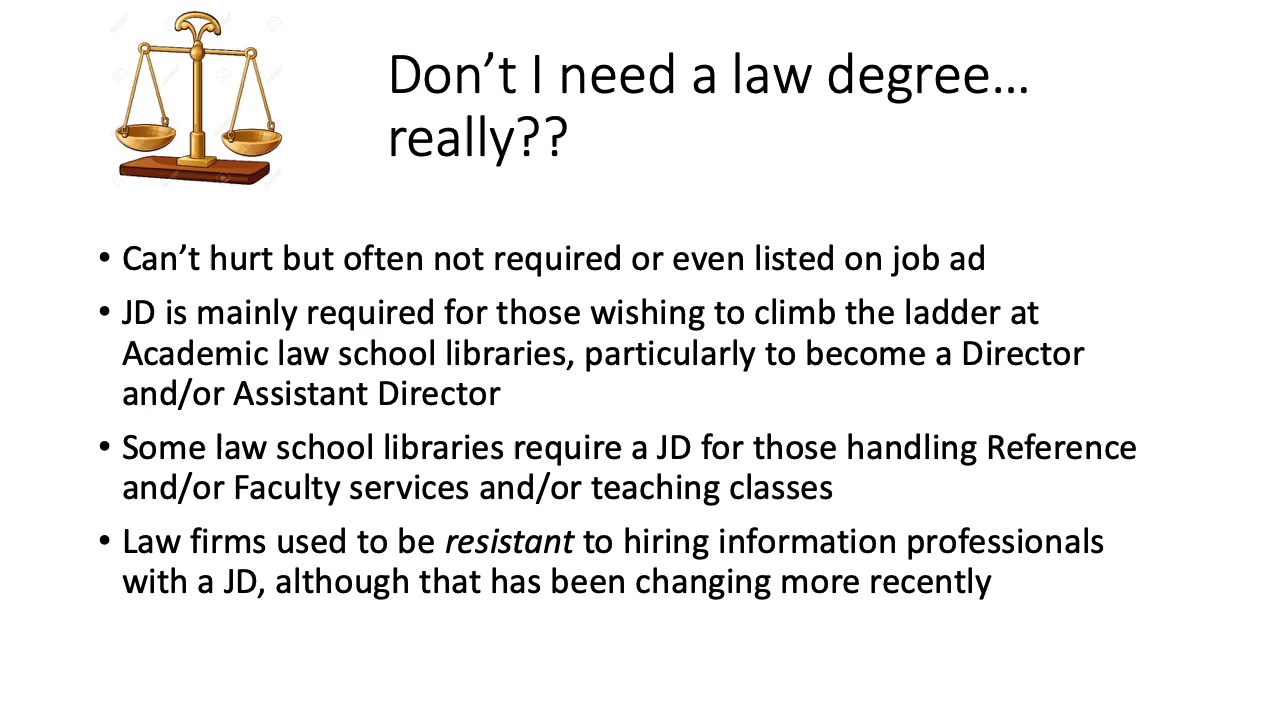 Don’t I need a law degree…
really??
• Can’t hurt but often not required or even listed on job ad
• JD is mainly required for those wishing to climb the ladder at
Academic law school libraries, particularly to become a Director
and/or Assistant Director
• Some law school libraries require a JD for those handling Reference
and/or Faculty services and/or teaching classes
• Law firms used to be resistant to hiring information professionals
with a JD, although that has been changing more recently